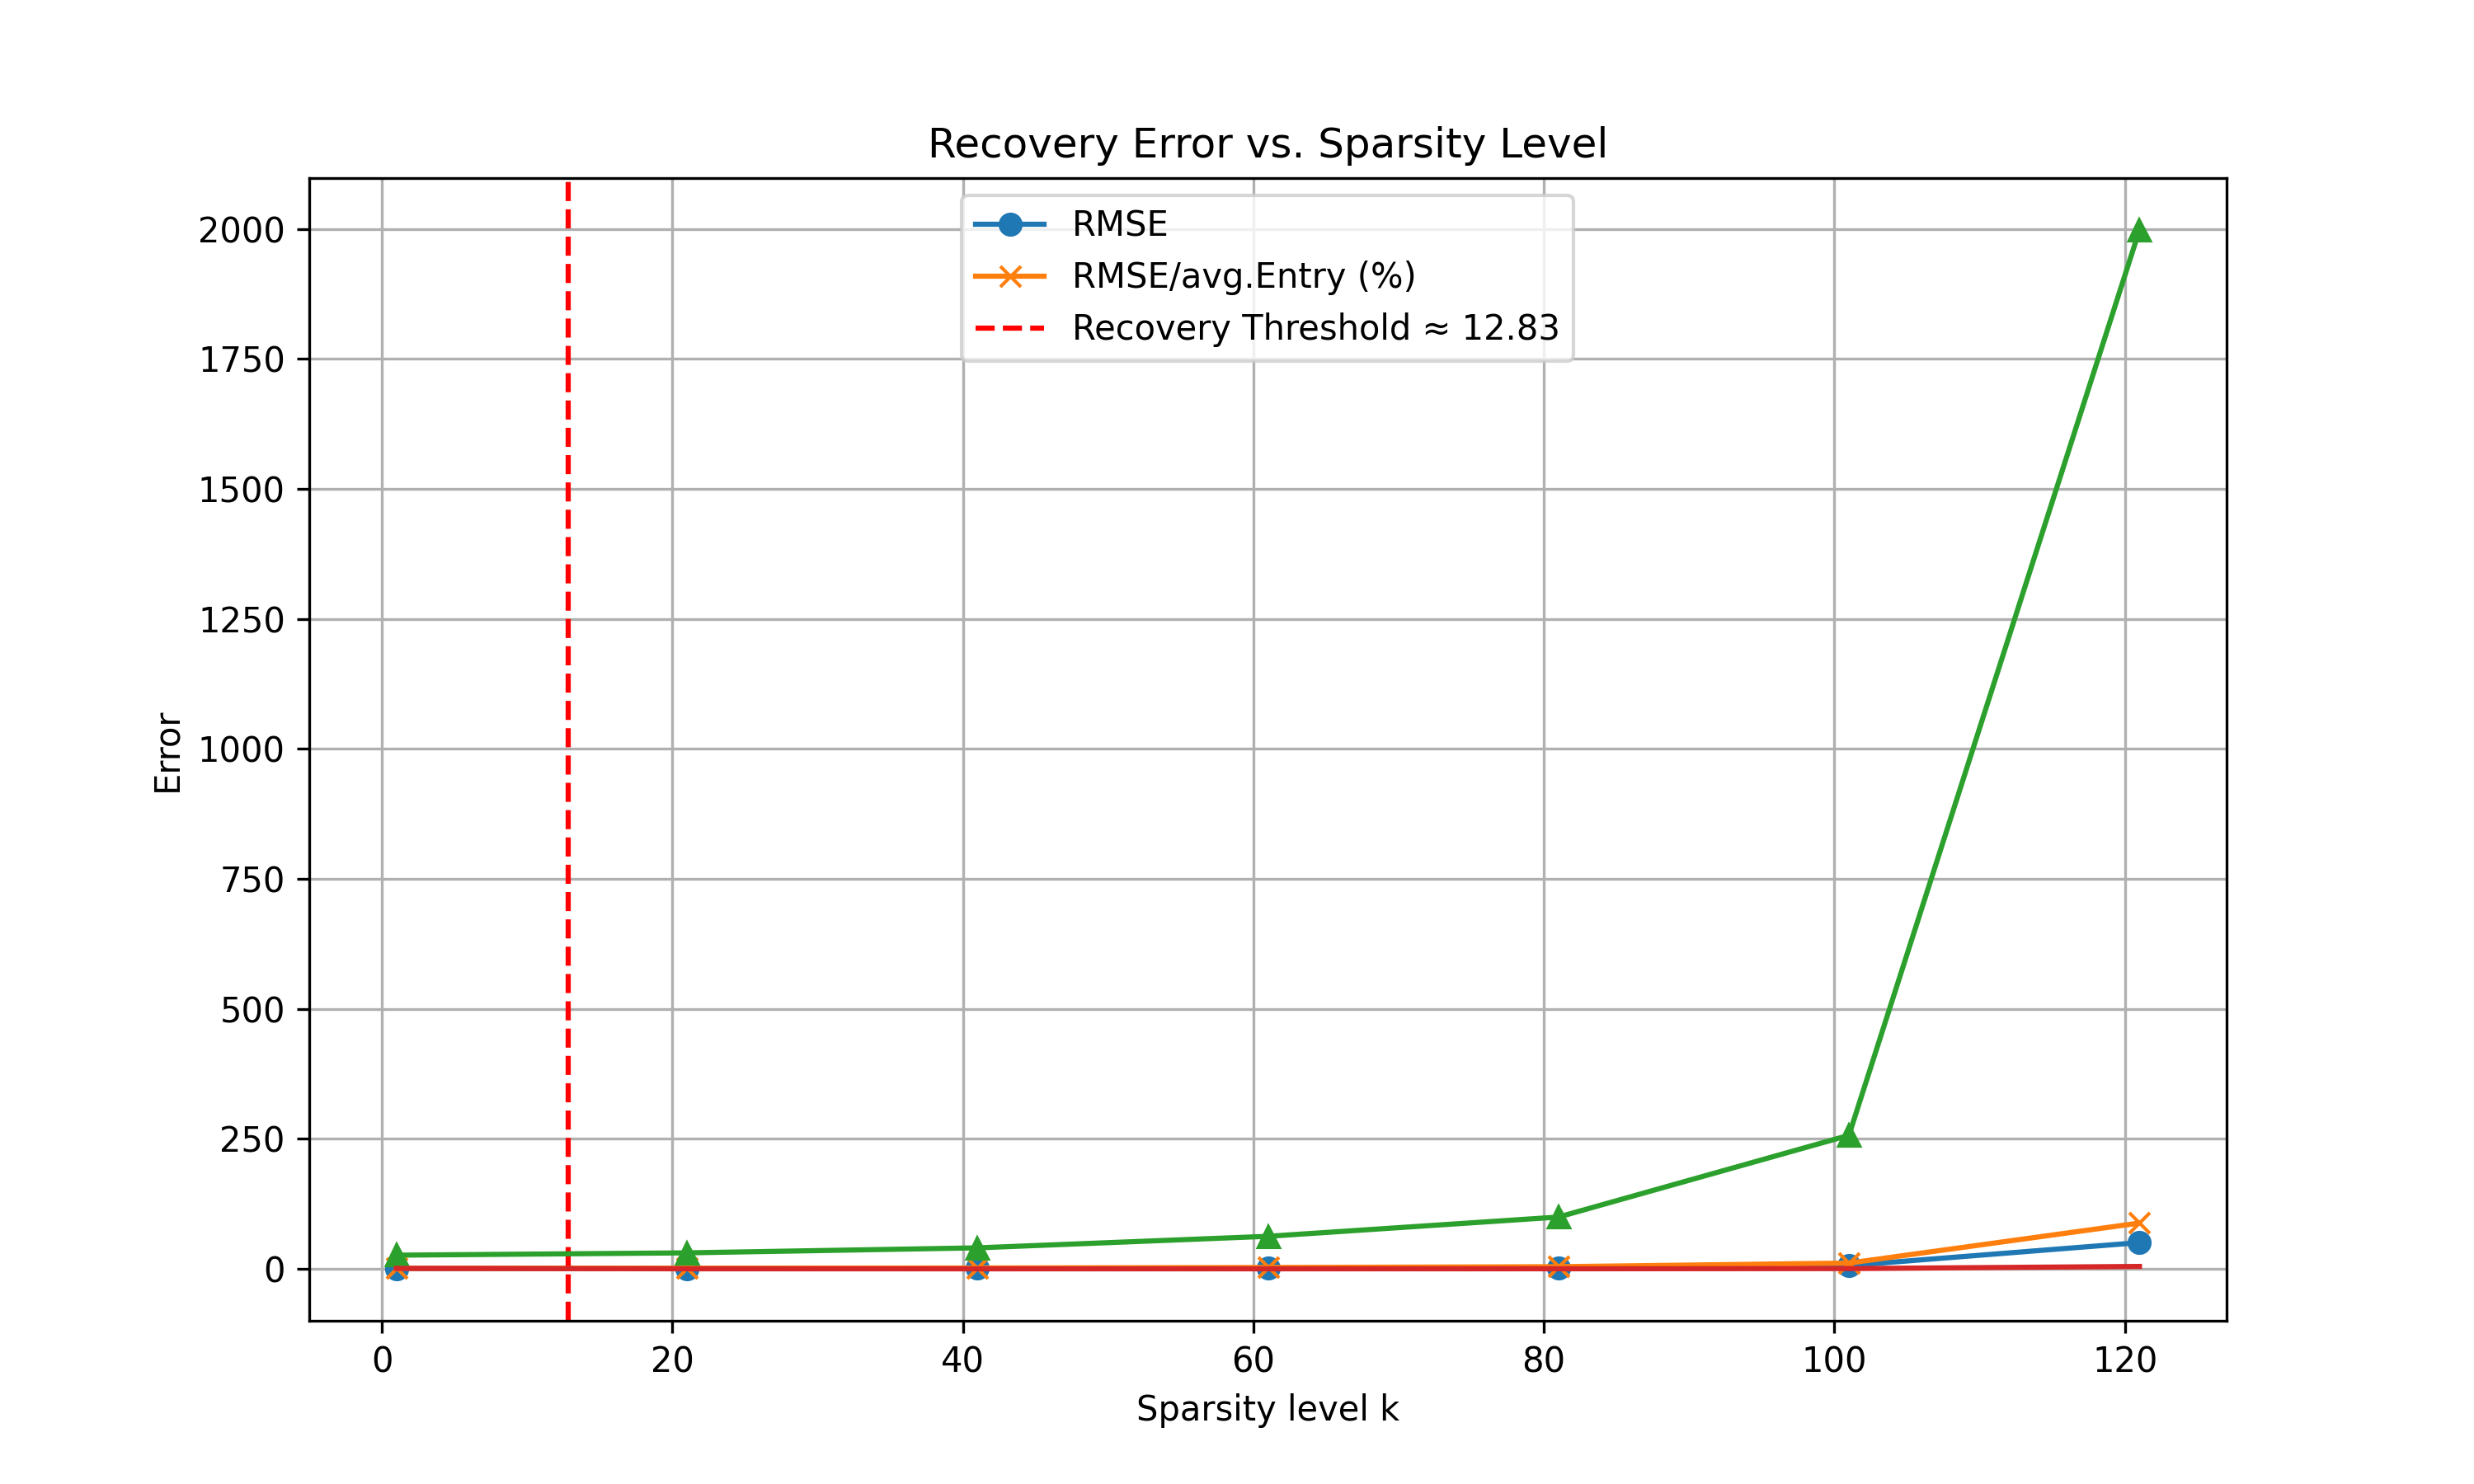 Recovery Error vs. Sparsity Level
RMSE
RMSE/avg.Entry (%)
Recovery Threshold ≈ 12.83
2000
1750
1500
1250
1000
750
500
250
0
Error
0 20 40 60 80 100 120
Sparsity level k